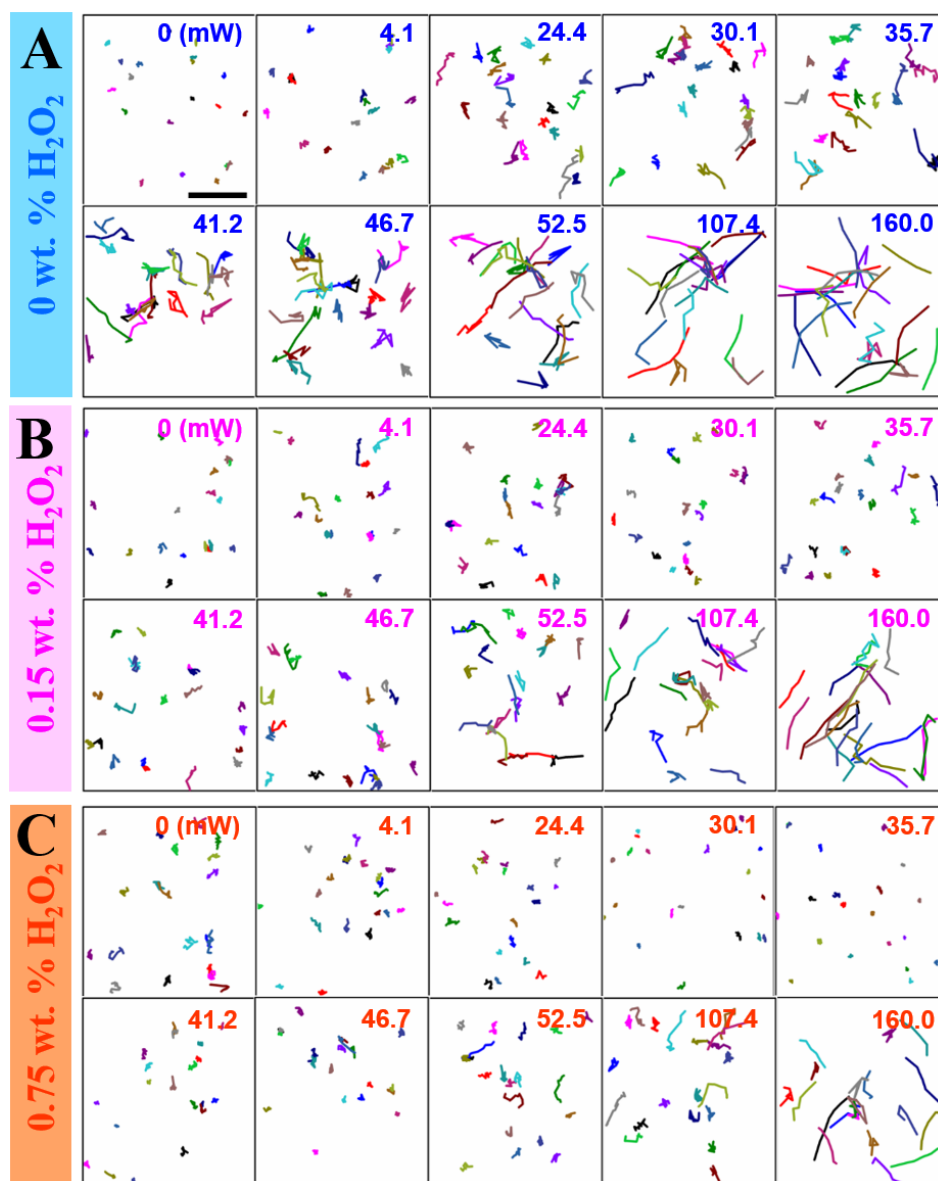 A
0 wt. % H₂O₂
0 (mW) 4.1 24.4 30.1 35.7
41.2 46.7 52.5 107.4 160.0
B
0.15 wt. % H₂O₂
0 (mW) 4.1 24.4 30.1 35.7
41.2 46.7 52.5 107.4 160.0
C
0.75 wt. % H₂O₂
0 (mW) 4.1 24.4 30.1 35.7
41.2 46.7 52.5 107.4 160.0